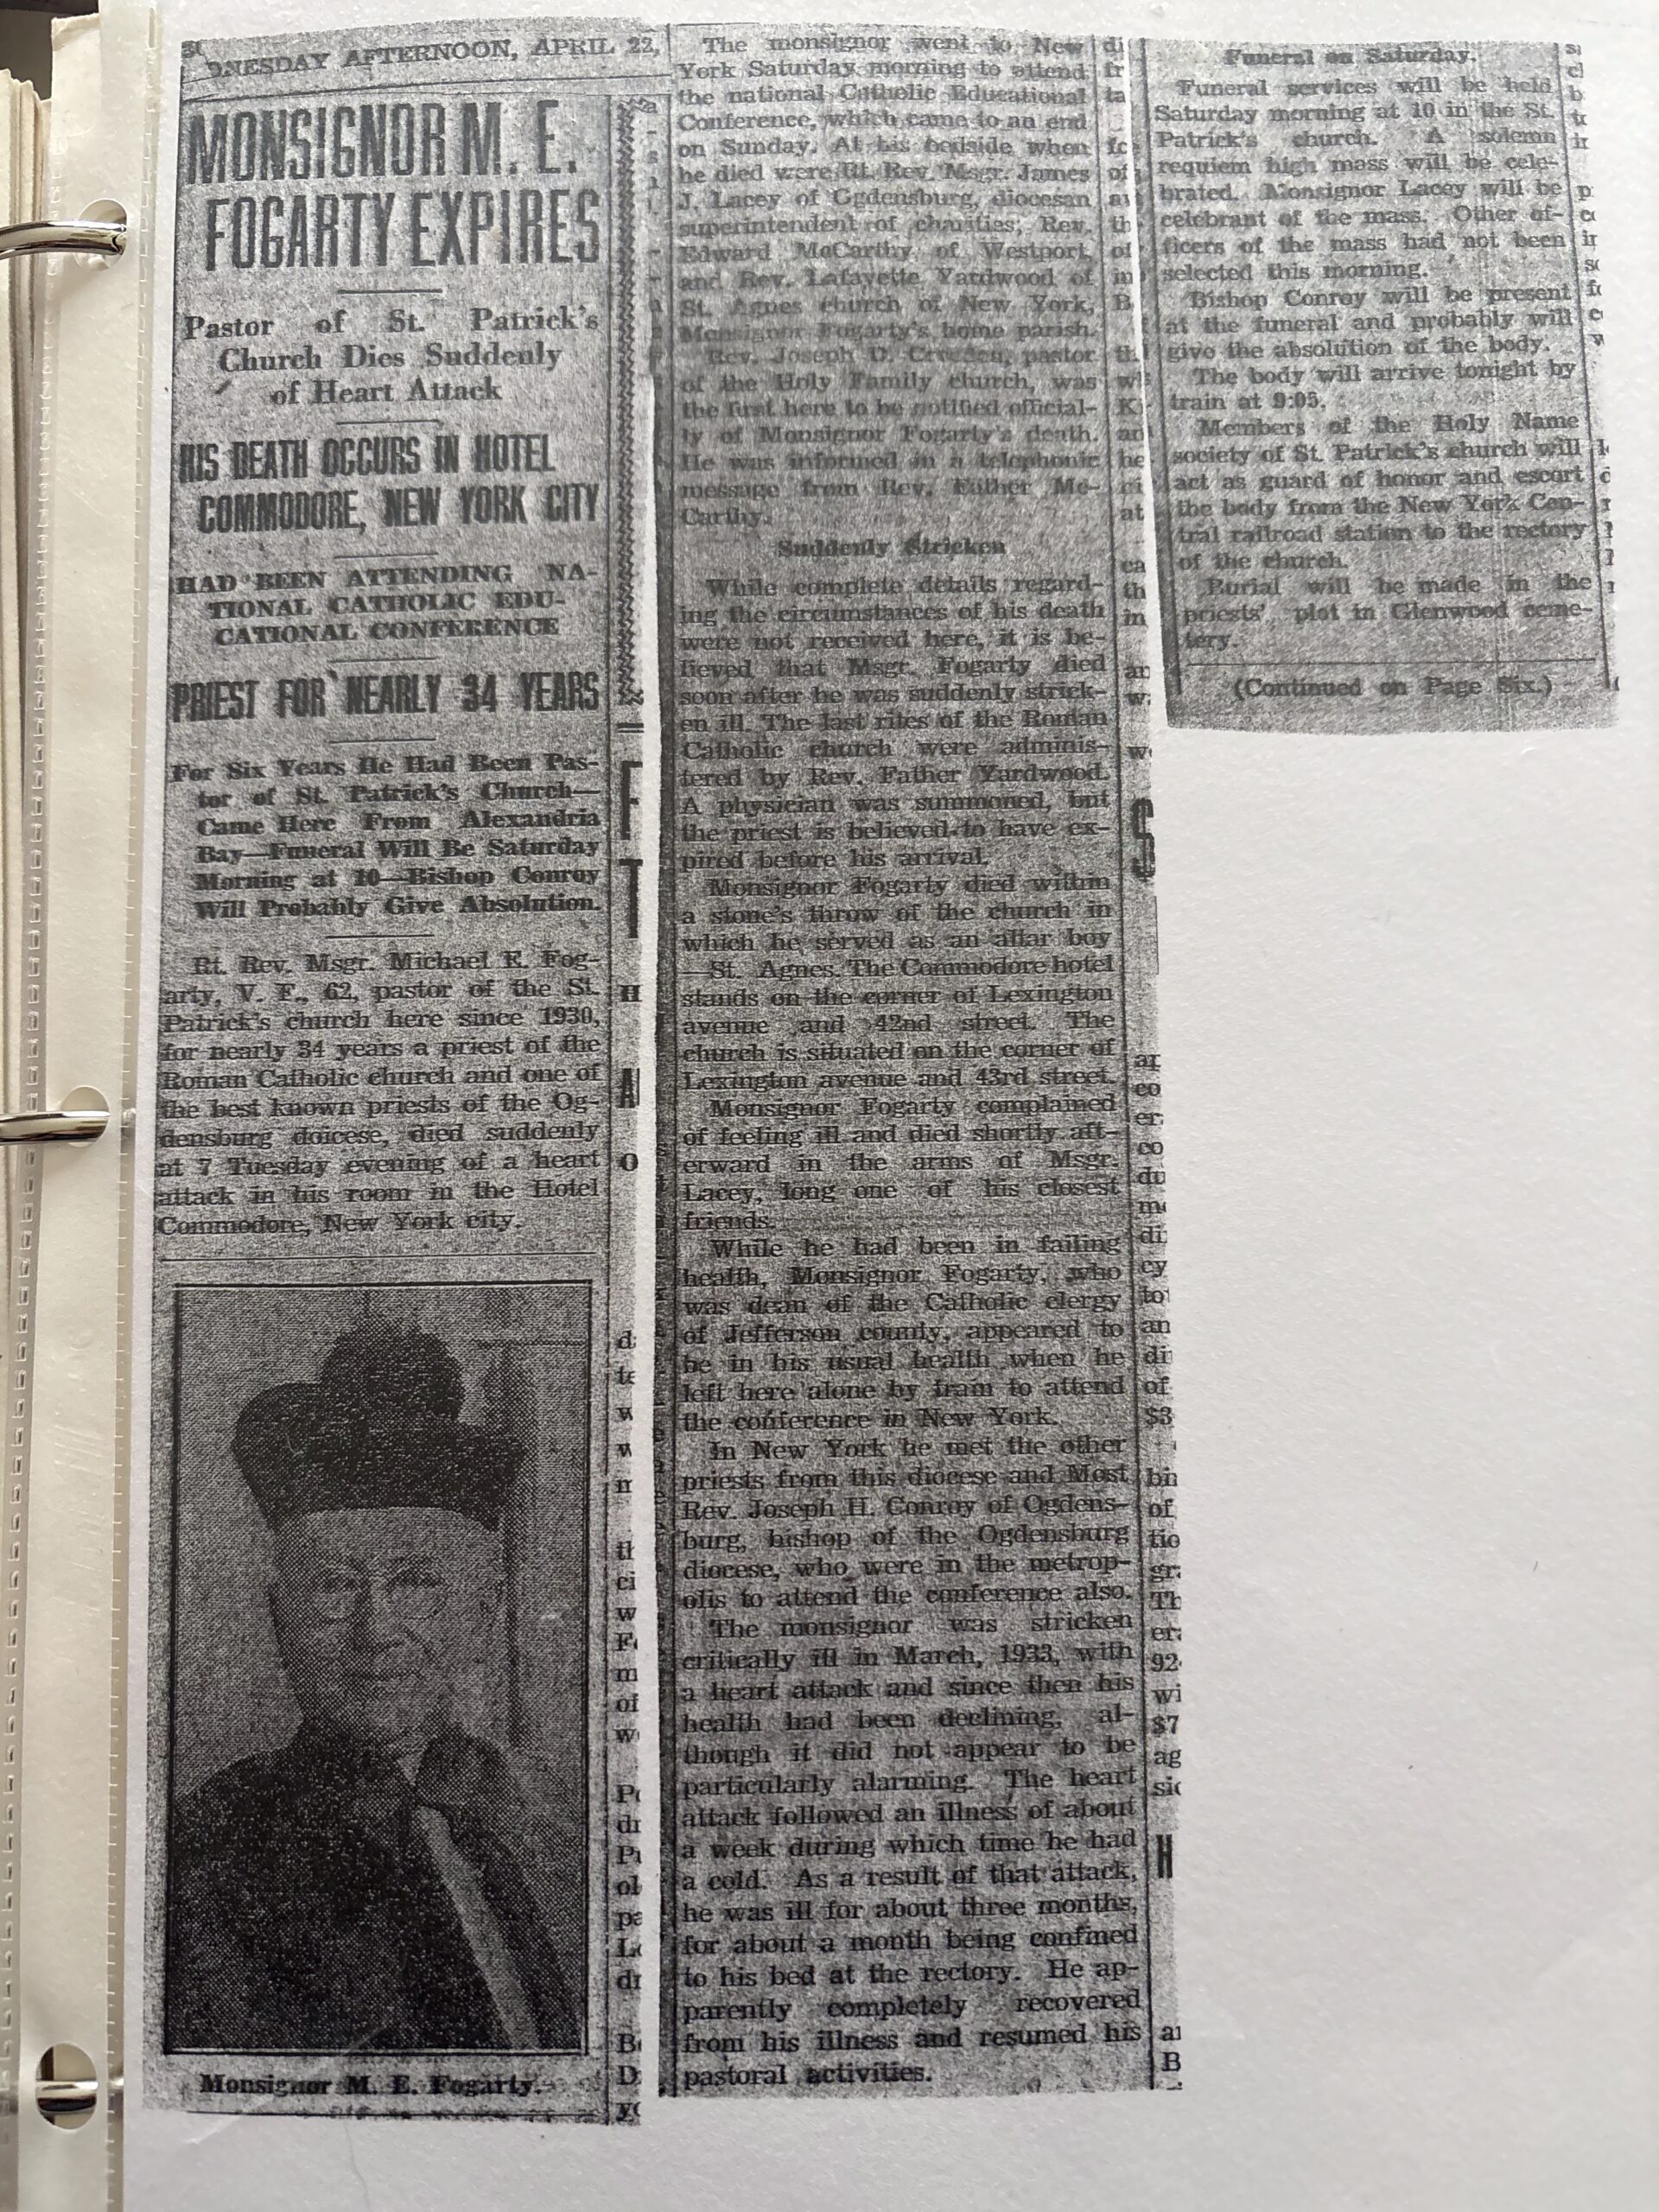 DNESDAY AFTERNOON, APRIL 22,
MONSIGNOR M. E.
FOGARTY EXPIRES
Pastor of St. Patrick's
Church Dies Suddenly
of Heart Attack
HIS DEATH OCCURS IN HOTEL
COMMODORE, NEW YORK CITY
HAD BEEN ATTENDING NA-
TIONAL CATHOLIC EDU-
CATIONAL CONFERENCE
PRIEST FOR NEARLY 34 YEARS
For Six Years He Had Been Pas-
tor of St. Patrick's Church—
Came Here From Alexandria
Bay—Funeral Will Be Saturday
Morning at 10—Bishop Conroy
Will Probably Give Absolution.
Rt. Rev. Msgr. Michael E. Fog-
arty, V. F., 62, pastor of the St.
Patrick's church here since 1930,
for nearly 34 years a priest of the
Roman Catholic church and one of
the best known priests of the Og-
densburg doicese, died suddenly
at 7 Tuesday evening of a heart
attack in his room in the Hotel
Commodore, New York city.
Monsignor M. E. Fogarty.
The monsignor went to New
York Saturday morning to attend
the national Catholic Educational
Conference, which came to an end
on Sunday. At his bedside when
he died were Rt. Rev. Msgr. James
J. Lacey of Ogdensburg, diocesan
superintendent of charities; Rev.
Edward McCarthy of Westport,
and Rev. Lafayette Yardwood of
St. Agnes church of New York,
Monsignor Fogarty's home parish.
Rev. Joseph D. Croeden, pastor
of the Holy Family church, was
the first here to be notified official-
ly of Monsignor Fogarty's death.
He was informed in a telephonic
message from Rev. Father Mc-
Carthy.
Suddenly Stricken
While complete details regard-
ing the circumstances of his death
were not received here, it is be-
lieved that Msgr. Fogarty died
soon after he was suddenly strick-
en ill. The last rites of the Roman
Catholic church were adminis-
tered by Rev. Father Yardwood.
A physician was summoned, but
the priest is believed to have ex-
pired before his arrival.
Monsignor Fogarty died within
a stone's throw of the church in
which he served as an altar boy
—St. Agnes. The Commodore hotel
stands on the corner of Lexington
avenue and 42nd street. The
church is situated on the corner of
Lexington avenue and 43rd street.
Monsignor Fogarty complained
of feeling ill and died shortly aft-
erward in the arms of Msgr.
Lacey, long one of his closest
friends.
While he had been in failing
health, Monsignor Fogarty, who
was dean of the Catholic clergy
of Jefferson county, appeared to
be in his usual health when he
left here alone by train to attend
the conference in New York.
In New York he met the other
priests from this diocese and Most
Rev. Joseph H. Conroy of Ogdens-
burg, bishop of the Ogdensburg
diocese, who were in the metrop-
olis to attend the conference also.
The monsignor was stricken
critically ill in March, 1933, with
a heart attack and since then his
health had been declining, al-
though it did not appear to be
particularly alarming. The heart
attack followed an illness of about
a week during which time he had
a cold. As a result of that attack,
he was ill for about three months,
for about a month being confined
to his bed at the rectory. He ap-
parently completely recovered
from his illness and resumed his
pastoral activities.
Funeral on Saturday.
Funeral services will be held
Saturday morning at 10 in the St.
Patrick's church. A solemn
requiem high mass will be cele-
brated. Monsignor Lacey will be
celebrant of the mass. Other of-
ficers of the mass had not been
selected this morning.
Bishop Conroy will be present
at the funeral and probably will
give the absolution of the body.
The body will arrive tonight by
train at 9:05.
Members of the Holy Name
society of St. Patrick's church will
act as guard of honor and escort
the body from the New York Cen-
tral railroad station to the rectory
of the church.
Burial will be made in the
priests' plot in Glenwood ceme-
tery.
(Continued on Page Six.)